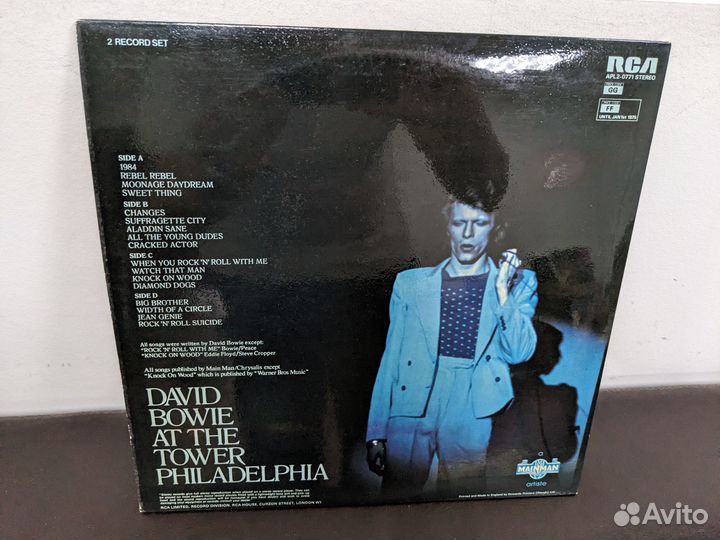 2 RECORD SET
RCA
APL2-0771 STEREO
GG
FF
UNTIL JAN 1st 1975
SIDE A
1984
REBEL REBEL
MOONAGE DAYDREAM
SWEET THING
SIDE B
CHANGES
SUFFRAGETTE CITY
ALADDIN SANE
ALL THE YOUNG DUDES
CRACKED ACTOR
SIDE C
WHEN YOU ROCK 'N' ROLL WITH ME
WATCH THAT MAN
KNOCK ON WOOD
DIAMOND DOGS
SIDE D
BIG BROTHER
WIDTH OF A CIRCLE
JEAN GENIE
ROCK 'N' ROLL SUICIDE
All songs were written by David Bowie except:
"ROCK 'N' ROLL WITH ME" Bowie/Peace
"KNOCK ON WOOD" Eddie Floyd/Steve Cropper
All songs published by Main Man/Chrysalis except
"Knock On Wood" which is published by "Warner Bros Music"
DAVID
BOWIE
AT THE
TOWER
PHILADELPHIA
a
MAINMAN
artiste
RCA LIMITED, RECORD DIVISION, RCA HOUSE, CURZON STREET, LONDON W1
Avito